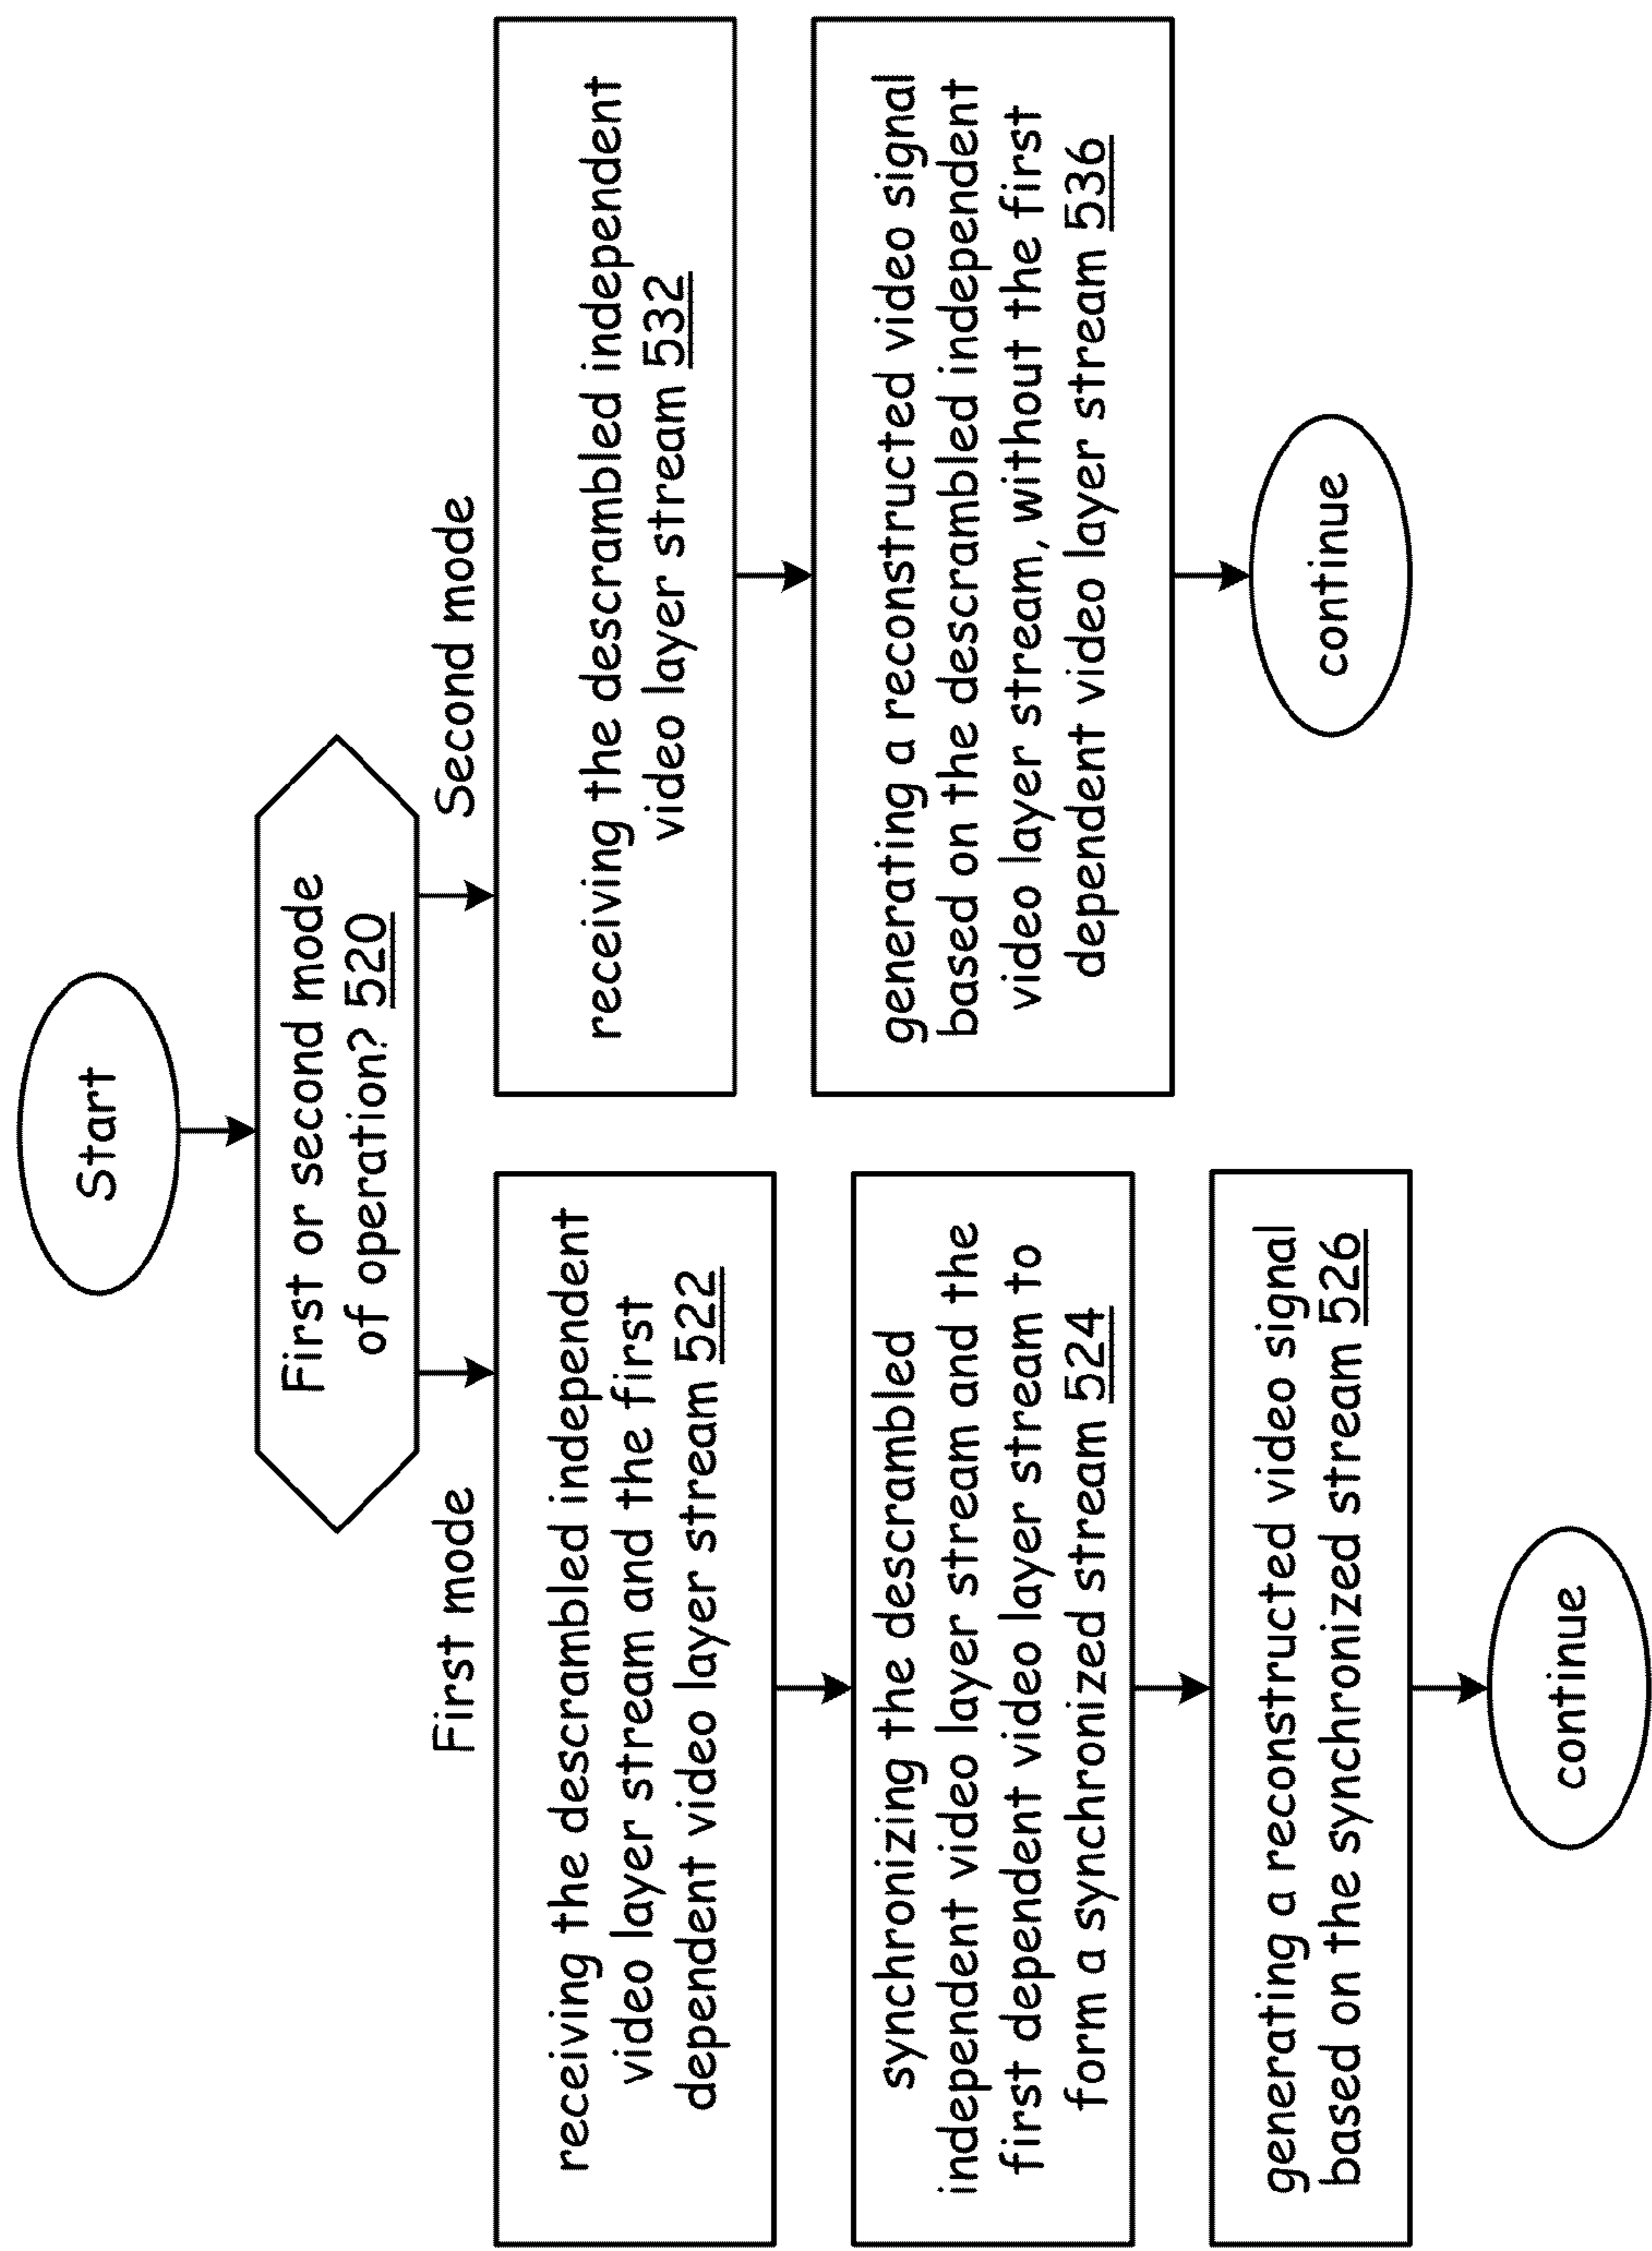 Start
First or second mode
of operation? 520
First mode
Second mode
receiving the descrambled independent
video layer stream and the first
dependent video layer stream 522
synchronizing the descrambled
independent video layer stream and the
first dependent video layer stream to
form a synchronized stream 524
generating a reconstructed video signal
based on the synchronized stream 526
continue
receiving the descrambled independent
video layer stream 532
generating a reconstructed video signal
based on the descrambled independent
video layer stream, without the first
dependent video layer stream 536
continue